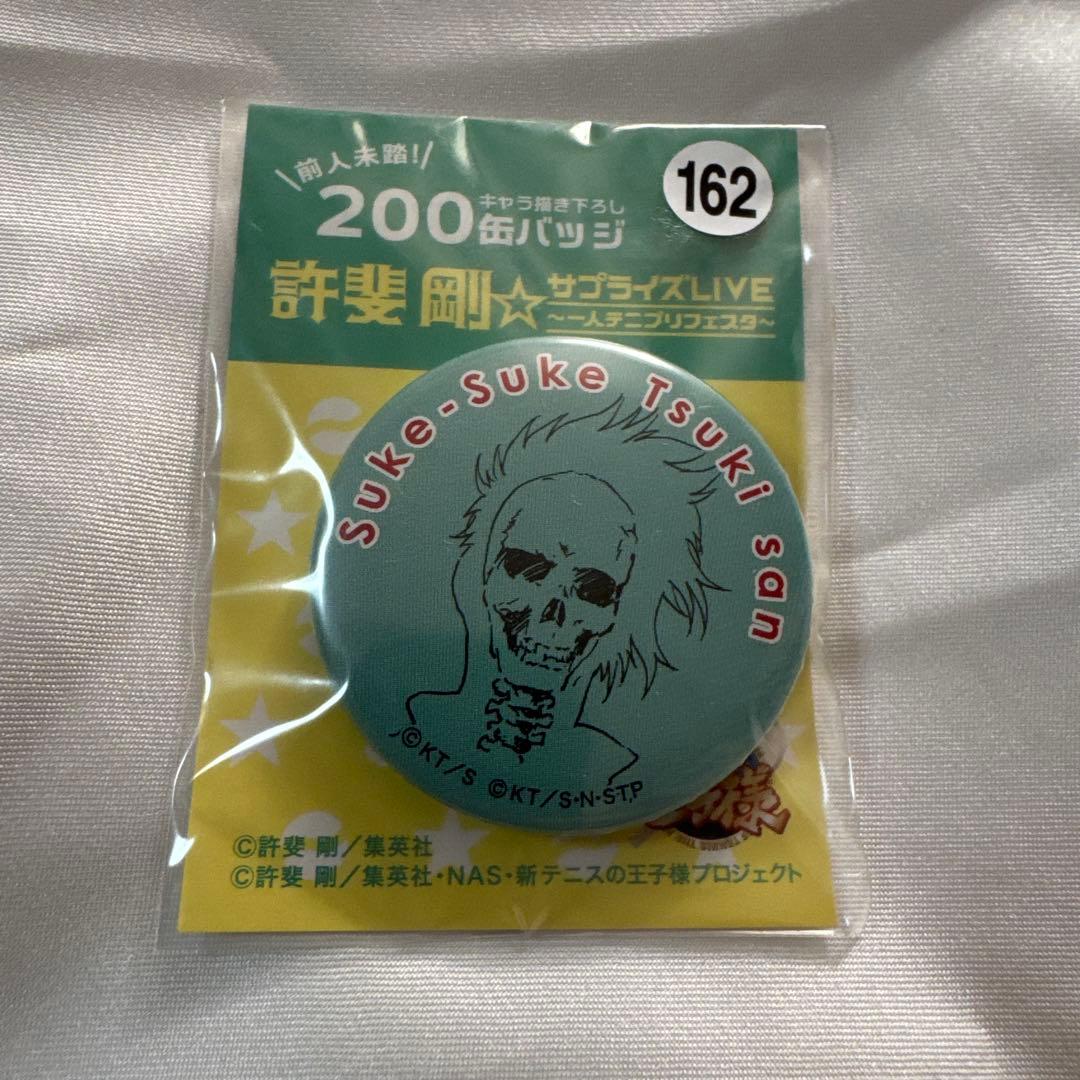 前人未踏!
162
200
キャラ描き下ろし
缶バッジ
許斐 剛☆
サプライズLIVE
~一人テニプリフェスタ~
Suke-Suke Tsuki san
©KT/S ©KT/S・N・STP
様
©許斐 剛/集英社
©許斐 剛/集英社・NAS・新テニスの王子様プロジェクト